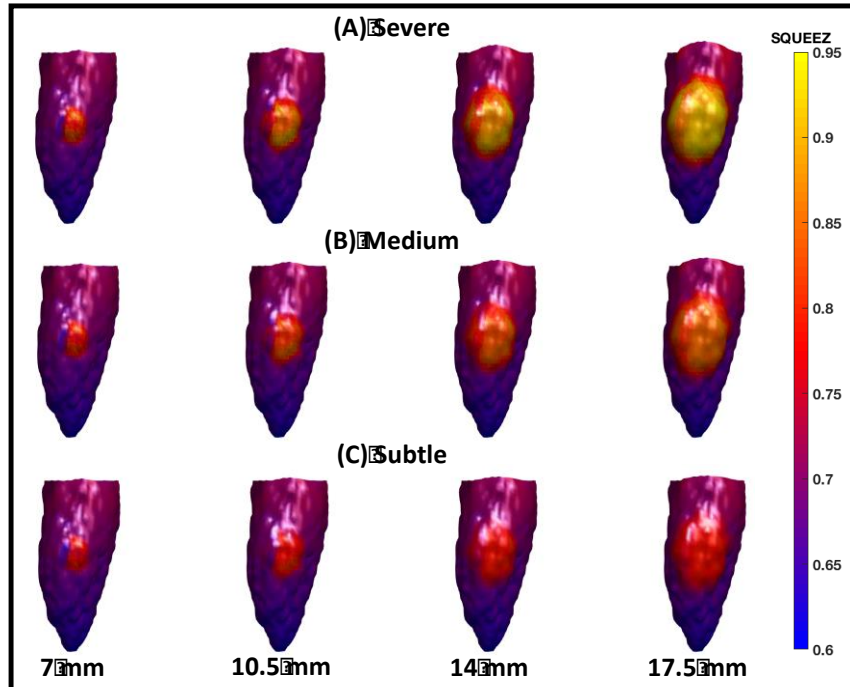 (A) Severe
SQUEEZ
0.95
0.9
0.85
(B) Medium
0.8
0.75
0.7
(C) Subtle
0.65
0.6
7 mm
10.5 mm
14 mm
17.5 mm